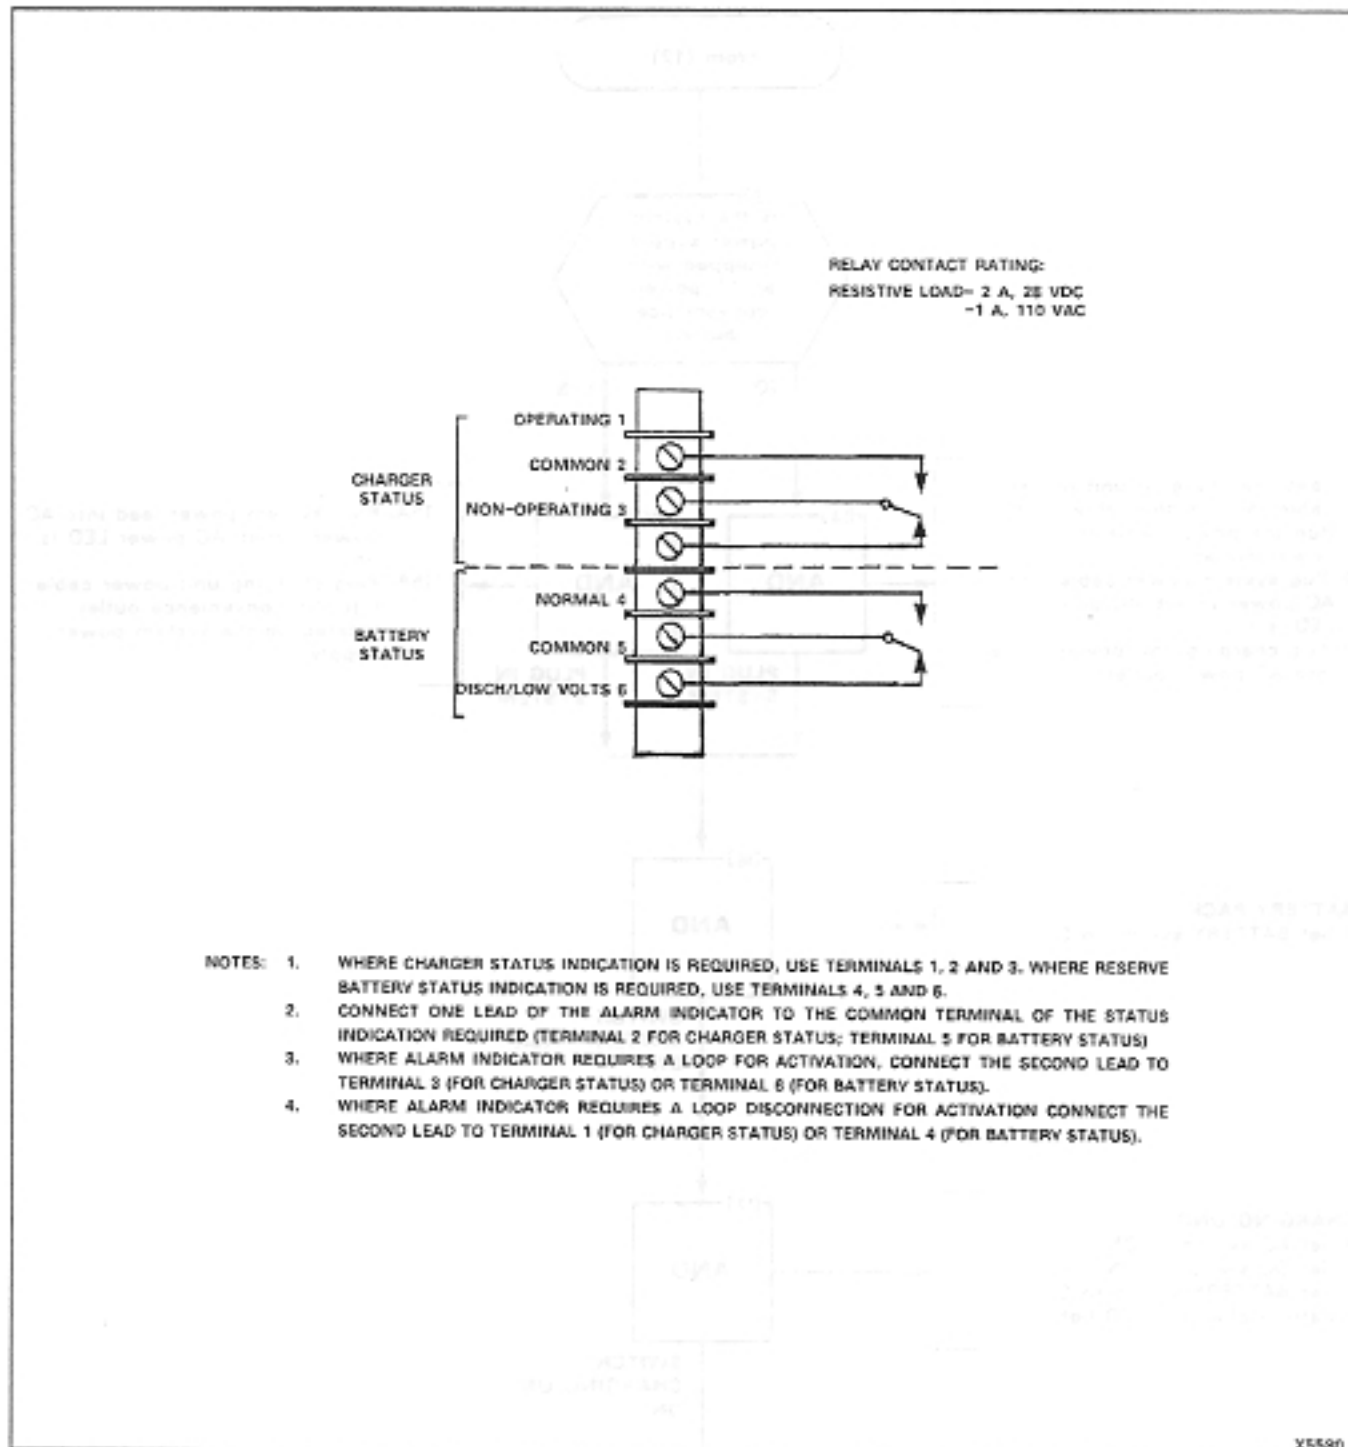 RELAY CONTACT RATING:
RESISTIVE LOAD- 2 A, 28 VDC
-1 A, 110 VAC
OPERATING 1
COMMON 2
CHARGER
STATUS
NON-OPERATING 3
NORMAL 4
BATTERY
STATUS
COMMON 5
DISCH/LOW VOLTS 6
NOTES: 1. WHERE CHARGER STATUS INDICATION IS REQUIRED, USE TERMINALS 1, 2 AND 3. WHERE RESERVE
BATTERY STATUS INDICATION IS REQUIRED, USE TERMINALS 4, 5 AND 6.
2. CONNECT ONE LEAD OF THE ALARM INDICATOR TO THE COMMON TERMINAL OF THE STATUS
INDICATION REQUIRED (TERMINAL 2 FOR CHARGER STATUS; TERMINAL 5 FOR BATTERY STATUS)
3. WHERE ALARM INDICATOR REQUIRES A LOOP FOR ACTIVATION, CONNECT THE SECOND LEAD TO
TERMINAL 3 (FOR CHARGER STATUS) OR TERMINAL 6 (FOR BATTERY STATUS).
4. WHERE ALARM INDICATOR REQUIRES A LOOP DISCONNECTION FOR ACTIVATION CONNECT THE
SECOND LEAD TO TERMINAL 1 (FOR CHARGER STATUS) OR TERMINAL 4 (FOR BATTERY STATUS).